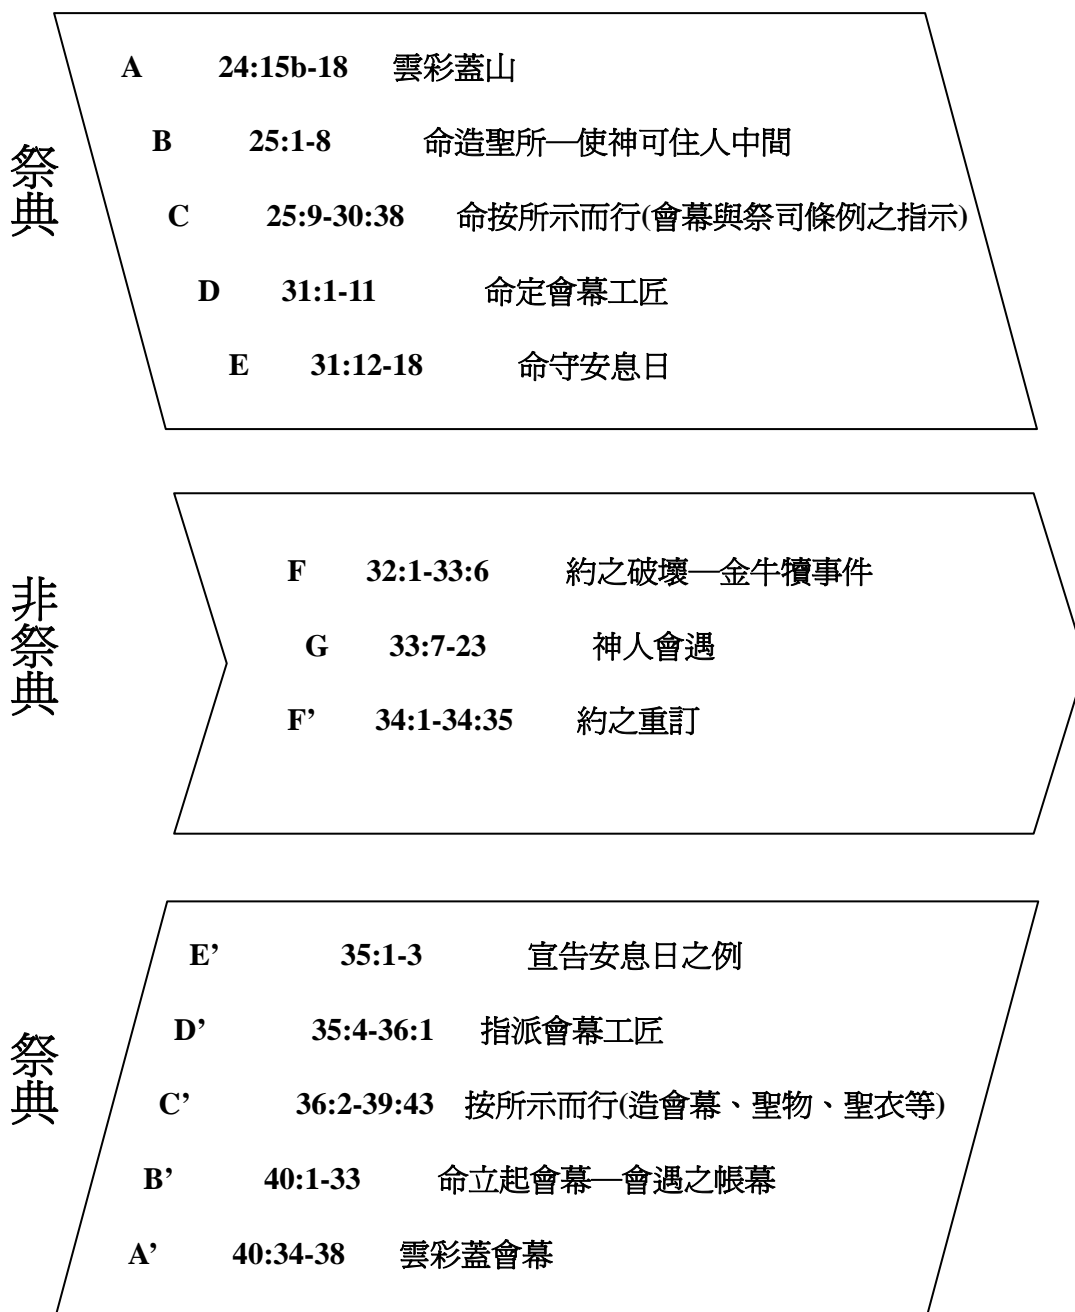 祭典
A 24:15b-18 雲彩蓋山
B 25:1-8 命造聖所—使神可住人中間
C 25:9-30:38 命按所示而行(會幕與祭司條例之指示)
D 31:1-11 命定會幕工匠
E 31:12-18 命守安息日
非祭典
F 32:1-33:6 約之破壞—金牛犢事件
G 33:7-23 神人會遇
F’ 34:1-34:35 約之重訂
祭典
E’ 35:1-3 宣告安息日之例
D’ 35:4-36:1 指派會幕工匠
C’ 36:2-39:43 按所示而行(造會幕、聖物、聖衣等)
B’ 40:1-33 命立起會幕—會遇之帳幕
A’ 40:34-38 雲彩蓋會幕